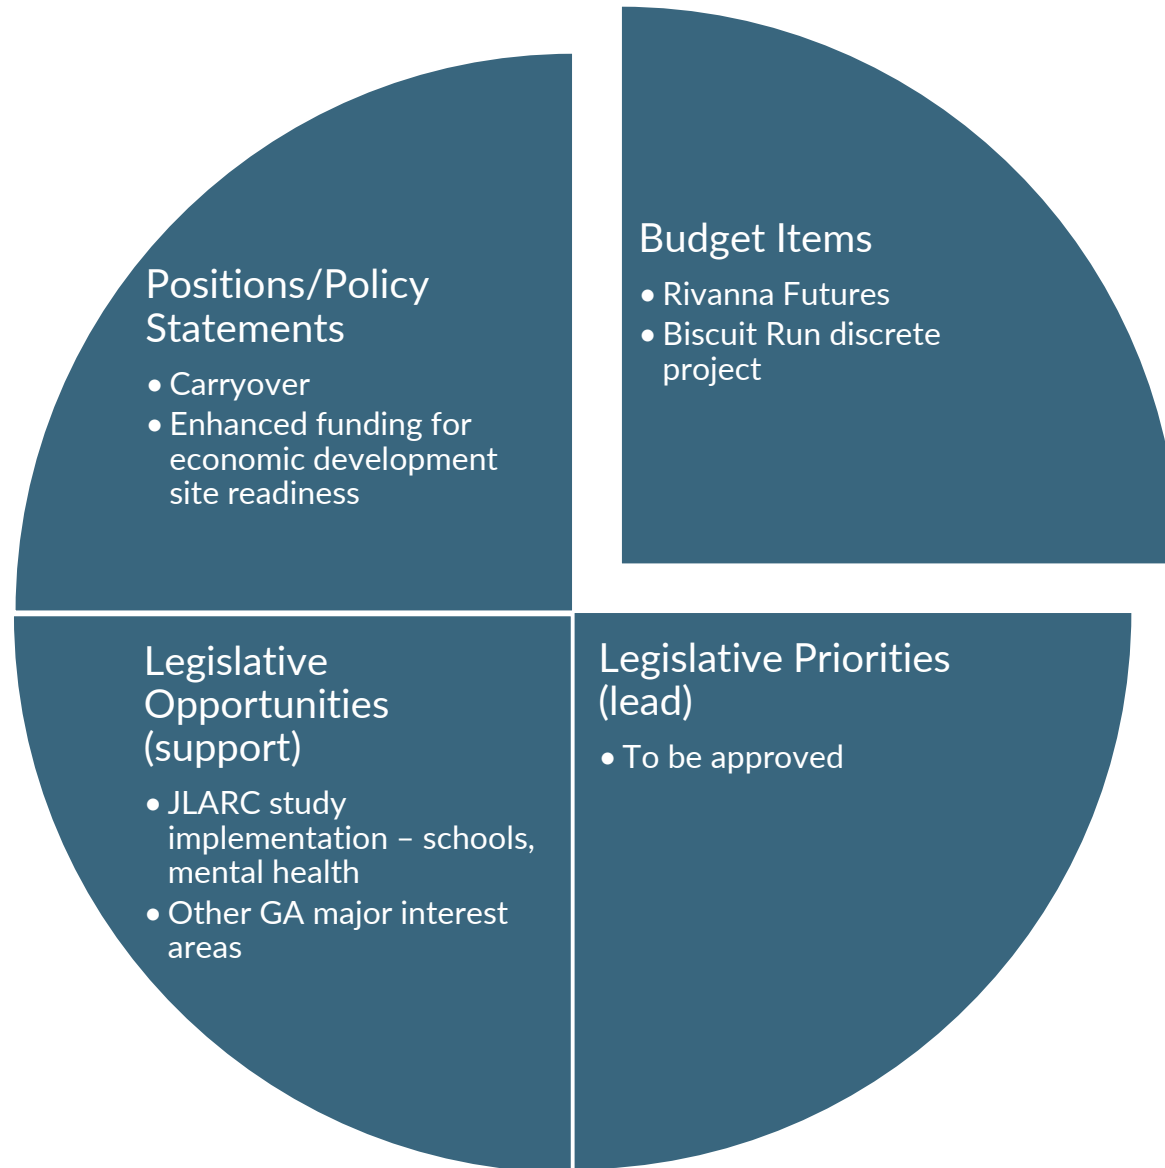 Positions/Policy
Statements
• Carryover
• Enhanced funding for
economic development
site readiness
Budget Items
• Rivanna Futures
• Biscuit Run discrete
project
Legislative
Opportunities
(support)
• JLARC study
implementation – schools,
mental health
• Other GA major interest
areas
Legislative Priorities
(lead)
• To be approved